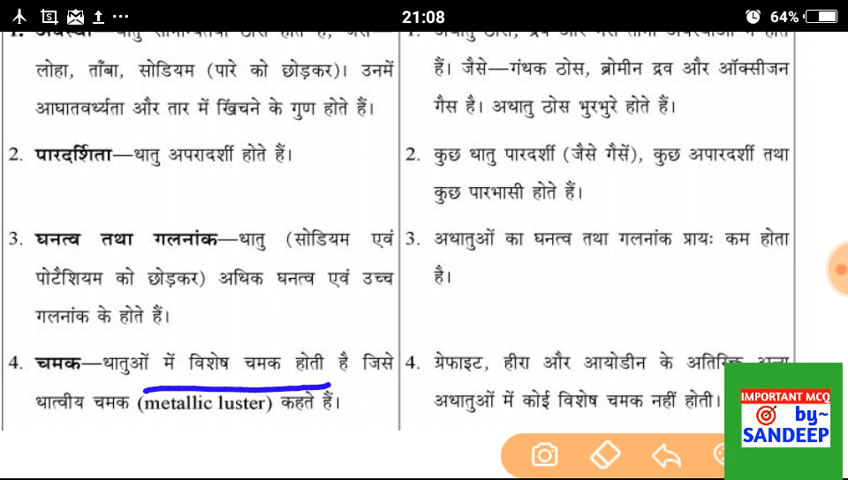 21:08
64%
लोहा, ताँबा, सोडियम (पारे को छोड़कर)। उनमें
आघातवर्ध्यता और तार में खिंचने के गुण होते हैं।
2. पारदर्शिता—धातु अपरादर्शी होते हैं।
3. घनत्व तथा गलनांक—धातु (सोडियम एवं
पोटैशियम को छोड़कर) अधिक घनत्व एवं उच्च
गलनांक के होते हैं।
4. चमक—धातुओं में विशेष चमक होती है जिसे
धात्वीय चमक (metallic luster) कहते हैं।
हैं। जैसे—गंधक ठोस, ब्रोमीन द्रव और ऑक्सीजन
गैस है। अधातु ठोस भुरभुरे होते हैं।
2. कुछ धातु पारदर्शी (जैसे गैसें), कुछ अपारदर्शी तथा
कुछ पारभासी होते हैं।
3. अधातुओं का घनत्व तथा गलनांक प्रायः कम होता
है।
4. ग्रेफाइट, हीरा और आयोडीन के अतिरिक्त अन्य
अधातुओं में कोई विशेष चमक नहीं होती।
IMPORTANT MCQ
by~
SANDEEP